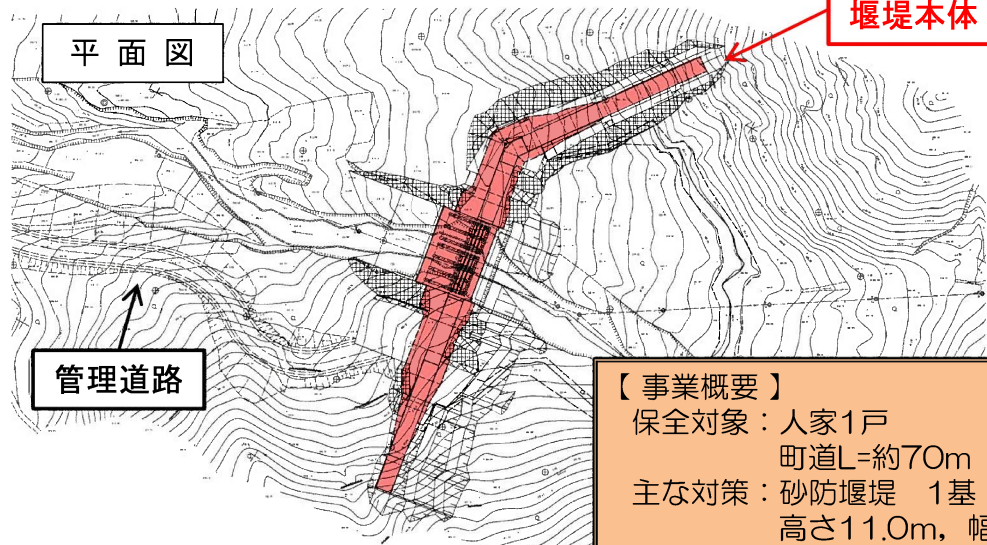 堰堤本体
平面図
管理道路
【 事業概要 】
保全対象：人家1戸
町道L=約70m
主な対策：砂防堰堤 1基
高さ11.0m，幅